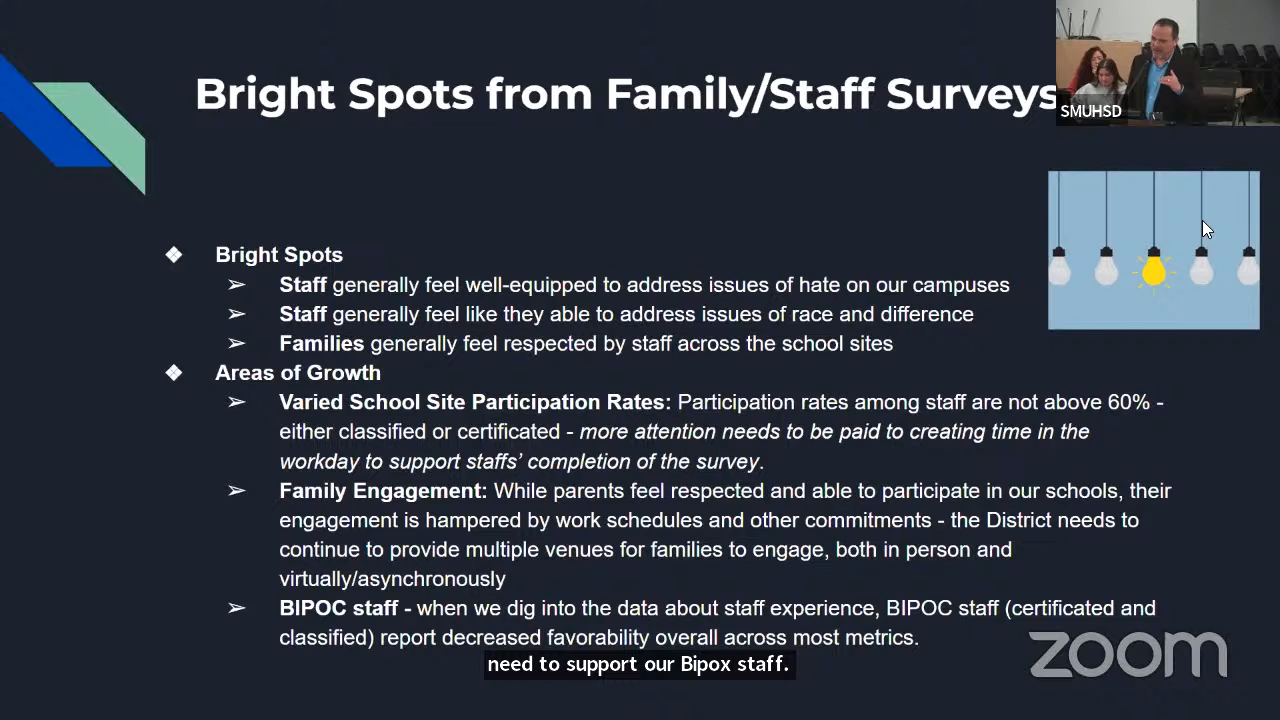 Bright Spots from Family/Staff Surveys
SMUHSD
❖ Bright Spots
➢ Staff generally feel well-equipped to address issues of hate on our campuses
➢ Staff generally feel like they able to address issues of race and difference
➢ Families generally feel respected by staff across the school sites
❖ Areas of Growth
➢ Varied School Site Participation Rates: Participation rates among staff are not above 60% -
either classified or certificated - more attention needs to be paid to creating time in the
workday to support staffs’ completion of the survey.
➢ Family Engagement: While parents feel respected and able to participate in our schools, their
engagement is hampered by work schedules and other commitments - the District needs to
continue to provide multiple venues for families to engage, both in person and
virtually/asynchronously
➢ BIPOC staff - when we dig into the data about staff experience, BIPOC staff (certificated and
classified) report decreased favorability overall across most metrics.
need to support our Bipox staff.
zoom